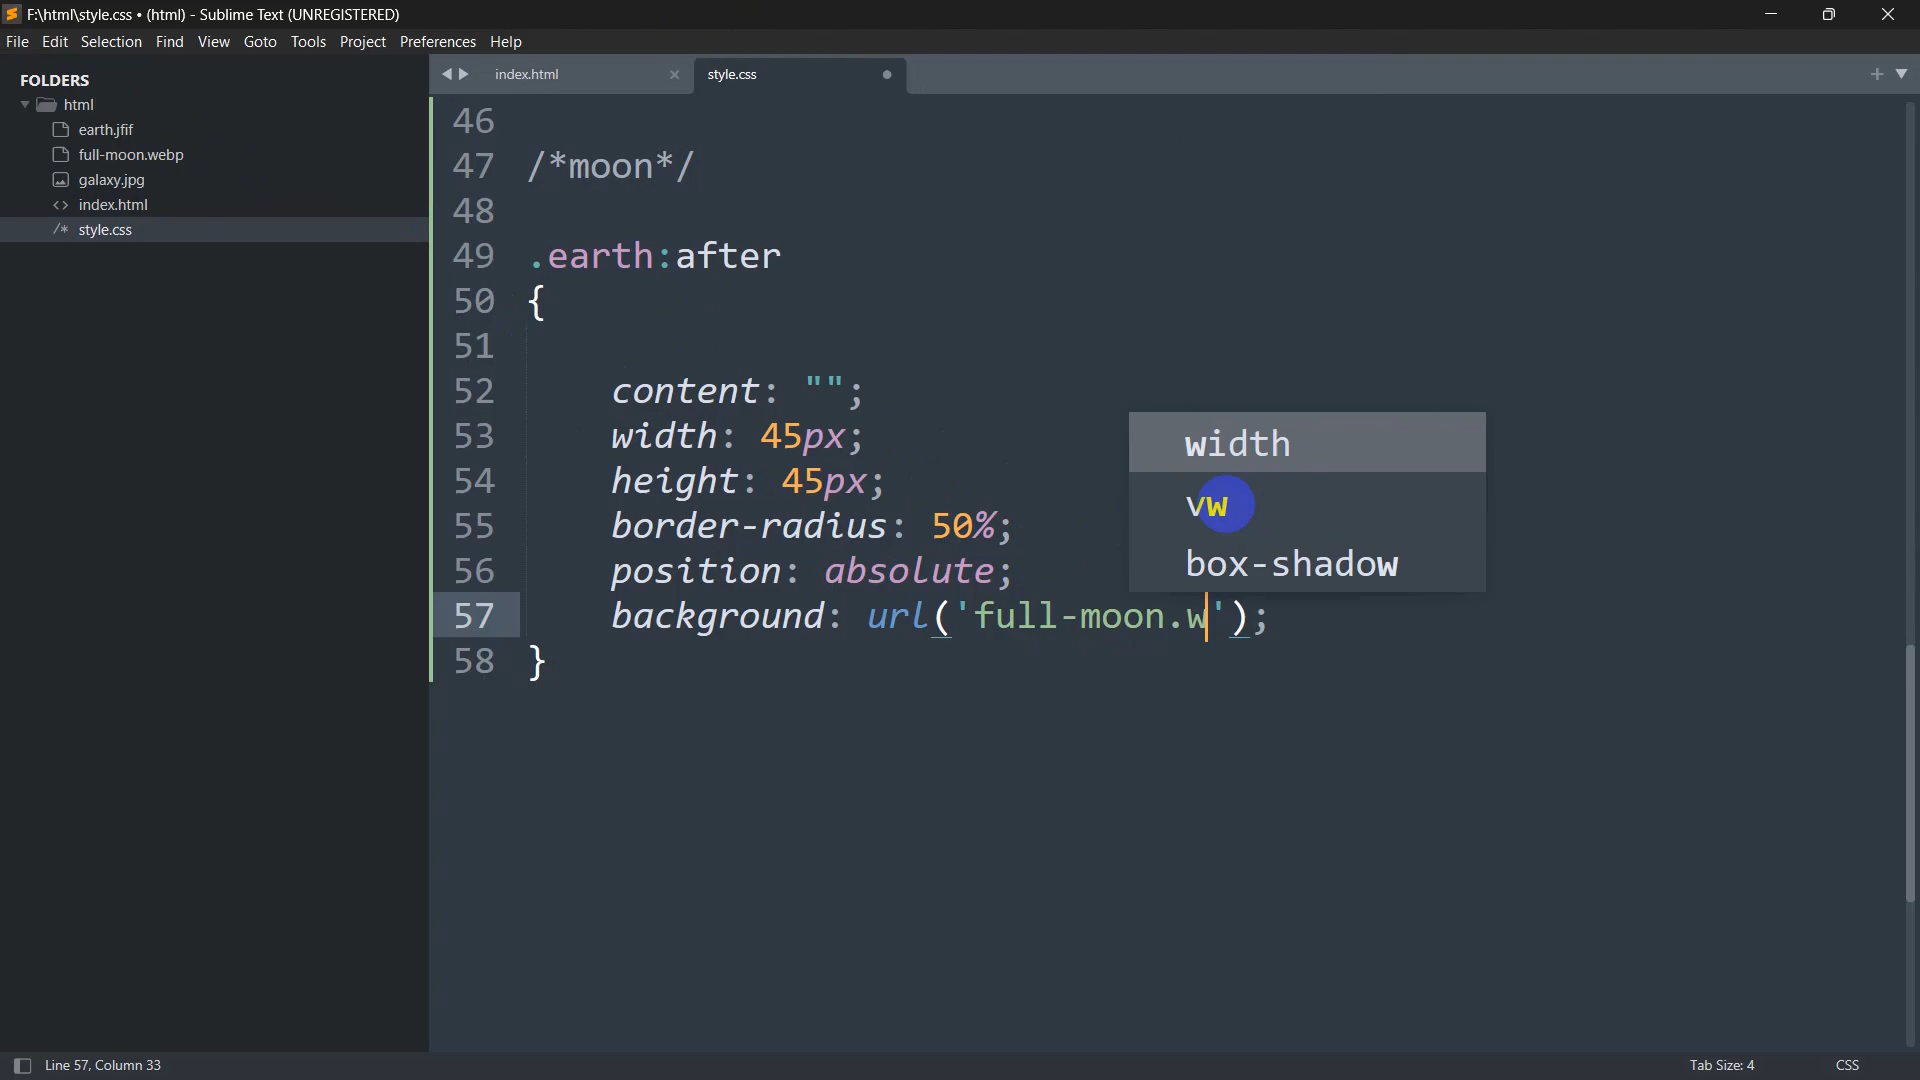 F:\html\style.css • (html) - Sublime Text (UNREGISTERED)
File Edit Selection Find View Goto Tools Project Preferences Help
FOLDERS
html
earth.jfif
full-moon.webp
galaxy.jpg
index.html
style.css
index.html
style.css
46
47 /*moon*/
48
49 .earth:after
50 {
51
52 content: "";
53 width: 45px;
54 height: 45px;
55 border-radius: 50%;
56 position: absolute;
57 background: url('full-moon.w');
58 }
width
vw
box-shadow
Line 57, Column 33
Tab Size: 4
CSS